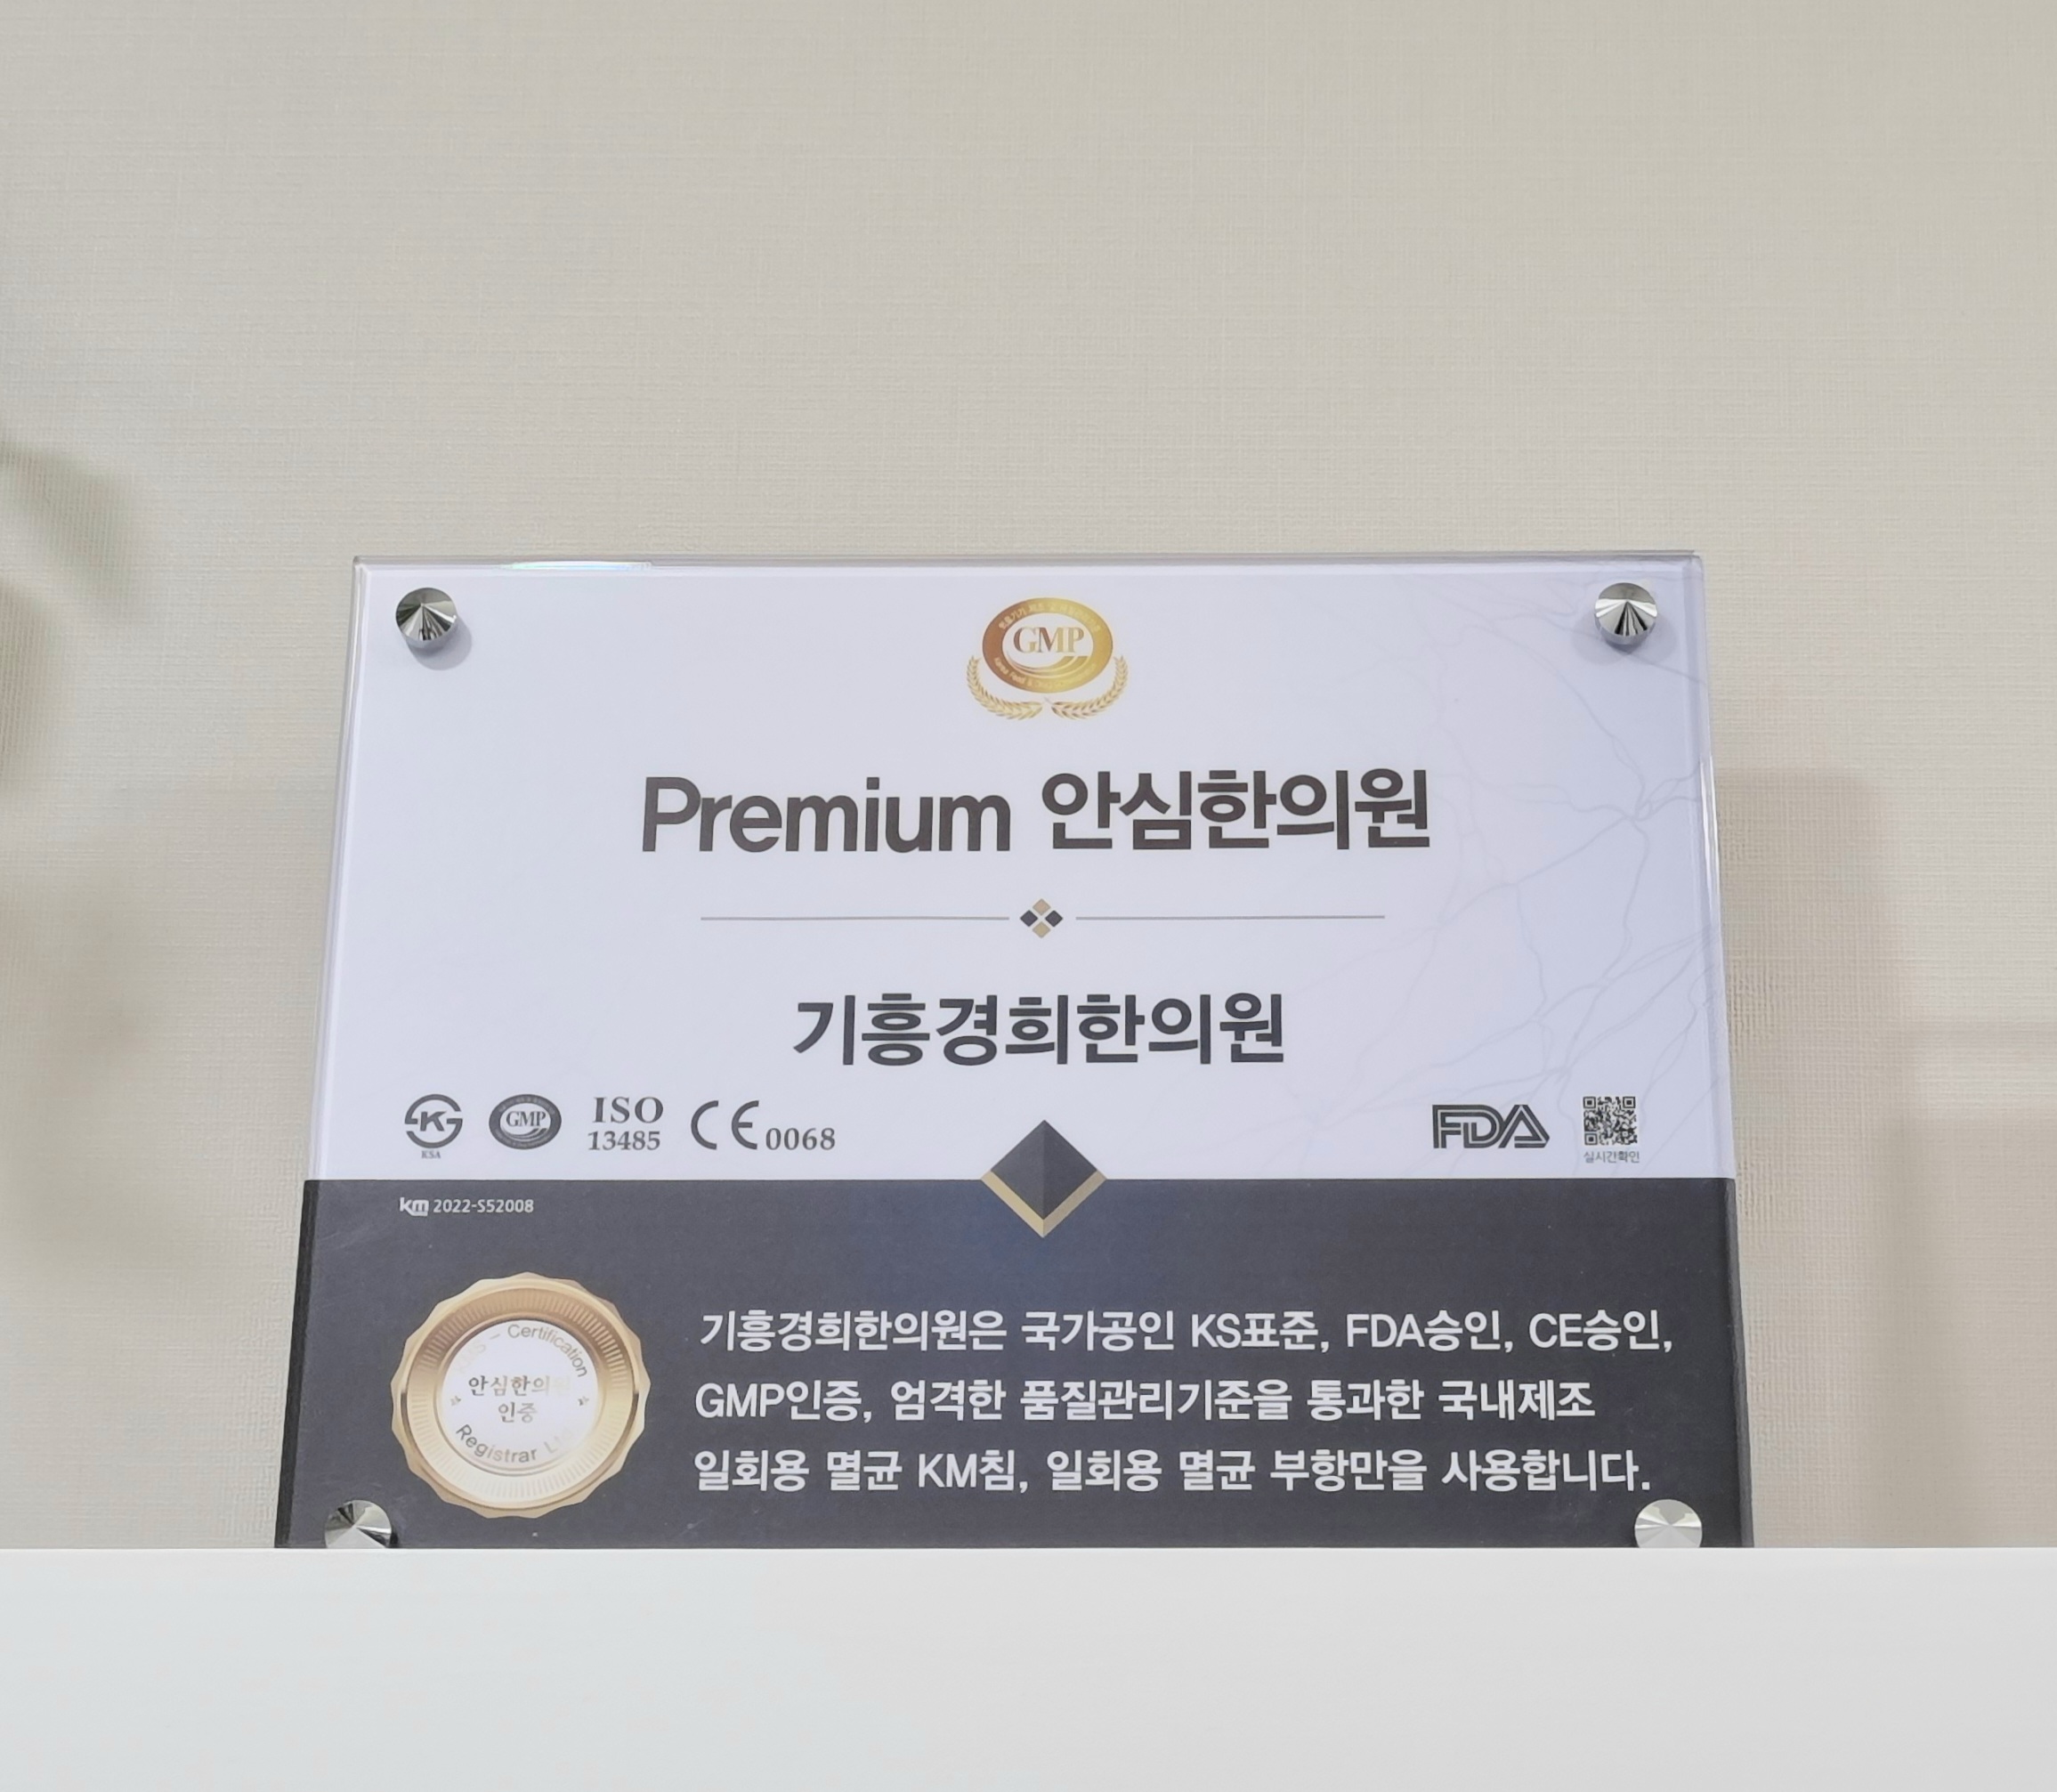 GMP
Premium 안심한의원
기흥경희한의원
KSA
GMP
ISO
13485
CE 0068
FDA
실시간확인
km 2022-S52008
Certification
안심한의원
인증
Registrar
기흥경희한의원은 국가공인 KS표준, FDA승인, CE승인,
GMP인증, 엄격한 품질관리기준을 통과한 국내제조
일회용 멸균 KM침, 일회용 멸균 부항만을 사용합니다.